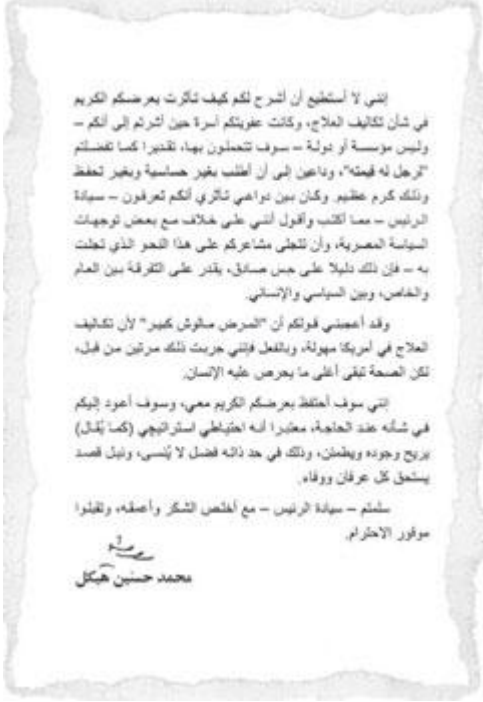 إنني لا أستطيع أن أشرح لكم كيف تأثرت بعرضكم الكريم
في شأن تكاليف العلاج، وكانت عفويتكم آسرة حين أشرتم إلى أنكم –
وليس مؤسسة أو دولة – سوف تتحملون بها، تقديرا كما تفضلتم
"لرجل له قيمته"، وداعين إلى أن أطلب بغير حساسية وبغير تحفظ
وذلك كرم عظيم. وكان بين دواعي تأثري أنكم تعرفون – سيادة
الرئيس – مما أكتب وأقول أنني على خلاف مع بعض توجهات
السياسة المصرية، وأن تتجلى مشاعركم على هذا النحو الذي تجلت
به – فإن ذلك دليلا على حس صادق، يقدر على التفرقة بين العام
والخاص، وبين السياسي والإنساني.
وقد أعجبني قولكم أن "المرض مالوش كبير" لأن تكاليف
العلاج في أمريكا مهولة، وبالفعل فإنني جربت ذلك مرتين من قبل،
لكن الصحة تبقى أغلى ما يحرص عليه الإنسان.
إنني سوف أحتفظ بعرضكم الكريم معي، وسوف أعود إليكم
في شأنه عند الحاجة، معتبرا أنه احتياطي استراتيجي (كما يُقال)
يريح وجوده ويطمئن، وذلك في حد ذاته فضل لا يُنسى، ونبل قصد
يستحق كل عرفان ووفاء.
سلمتم – سيادة الرئيس – مع أخلص الشكر وأعمقه، وتقبلوا
موفور الاحترام.
محمد حسنين هيكل